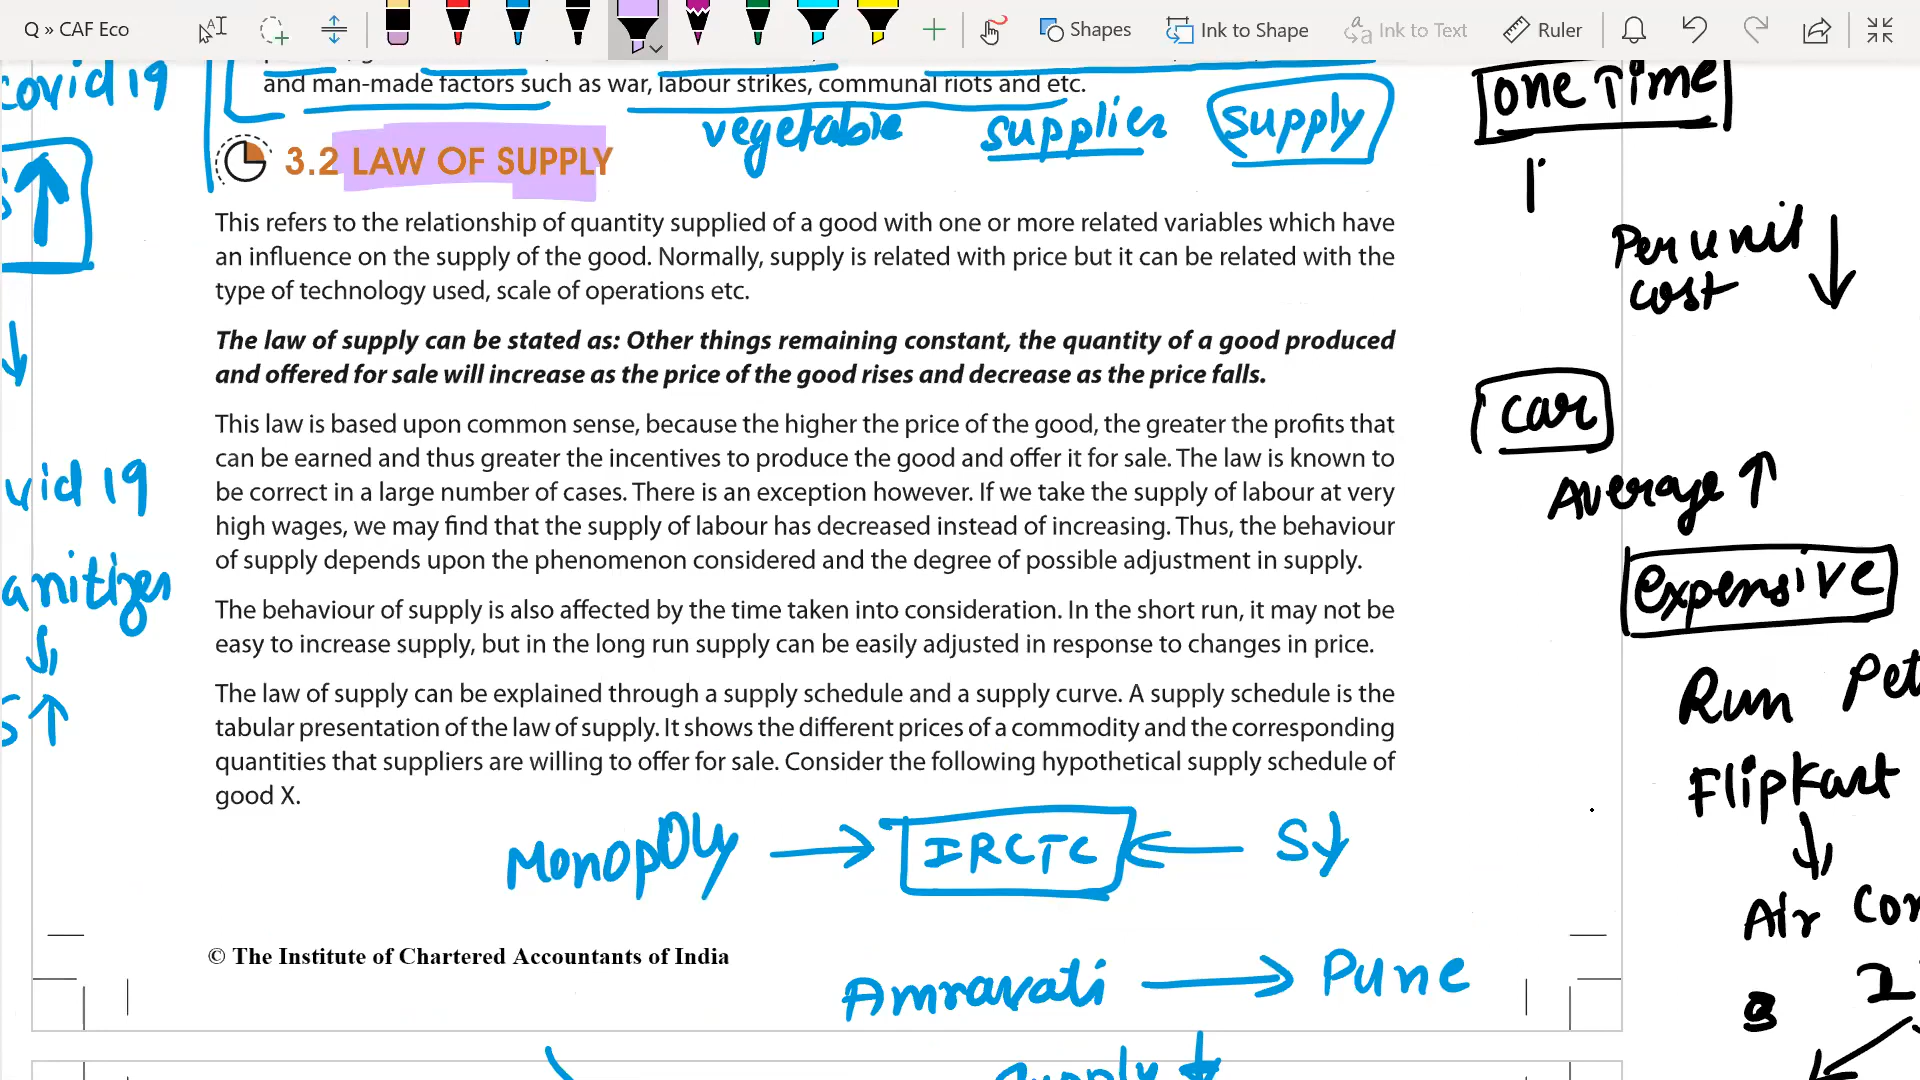 Q » CAF Eco
Shapes
Ink to Shape
Ink to Text
Ruler
and man-made factors such as war, labour strikes, communal riots and etc.
vegetable supplier supply
3.2 LAW OF SUPPLY
This refers to the relationship of quantity supplied of a good with one or more related variables which have
an influence on the supply of the good. Normally, supply is related with price but it can be related with the
type of technology used, scale of operations etc.
The law of supply can be stated as: Other things remaining constant, the quantity of a good produced
and offered for sale will increase as the price of the good rises and decrease as the price falls.
This law is based upon common sense, because the higher the price of the good, the greater the profits that
can be earned and thus greater the incentives to produce the good and offer it for sale. The law is known to
be correct in a large number of cases. There is an exception however. If we take the supply of labour at very
high wages, we may find that the supply of labour has decreased instead of increasing. Thus, the behaviour
of supply depends upon the phenomenon considered and the degree of possible adjustment in supply.
The behaviour of supply is also affected by the time taken into consideration. In the short run, it may not be
easy to increase supply, but in the long run supply can be easily adjusted in response to changes in price.
The law of supply can be explained through a supply schedule and a supply curve. A supply schedule is the
tabular presentation of the law of supply. It shows the different prices of a commodity and the corresponding
quantities that suppliers are willing to offer for sale. Consider the following hypothetical supply schedule of
good X.
Monopoly → IRCTC ← S↓
© The Institute of Chartered Accountants of India
Amravati → Pune
Supply ↓
covid 19
S ↑
↓
vid 19
anitizer
↓
S ↑
one Time
Per unit
cost ↓
car
Average ↑
expensive
Run Pet
Flipkart
↓
Air Con